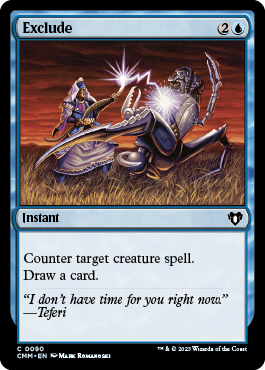 Exclude 2
Instant
Counter target creature spell.
Draw a card.
"I don't have time for you right now."
—Teferi
C 0090
CMM • EN Mark Romanoski
™ & © 2023 Wizards of the Coast